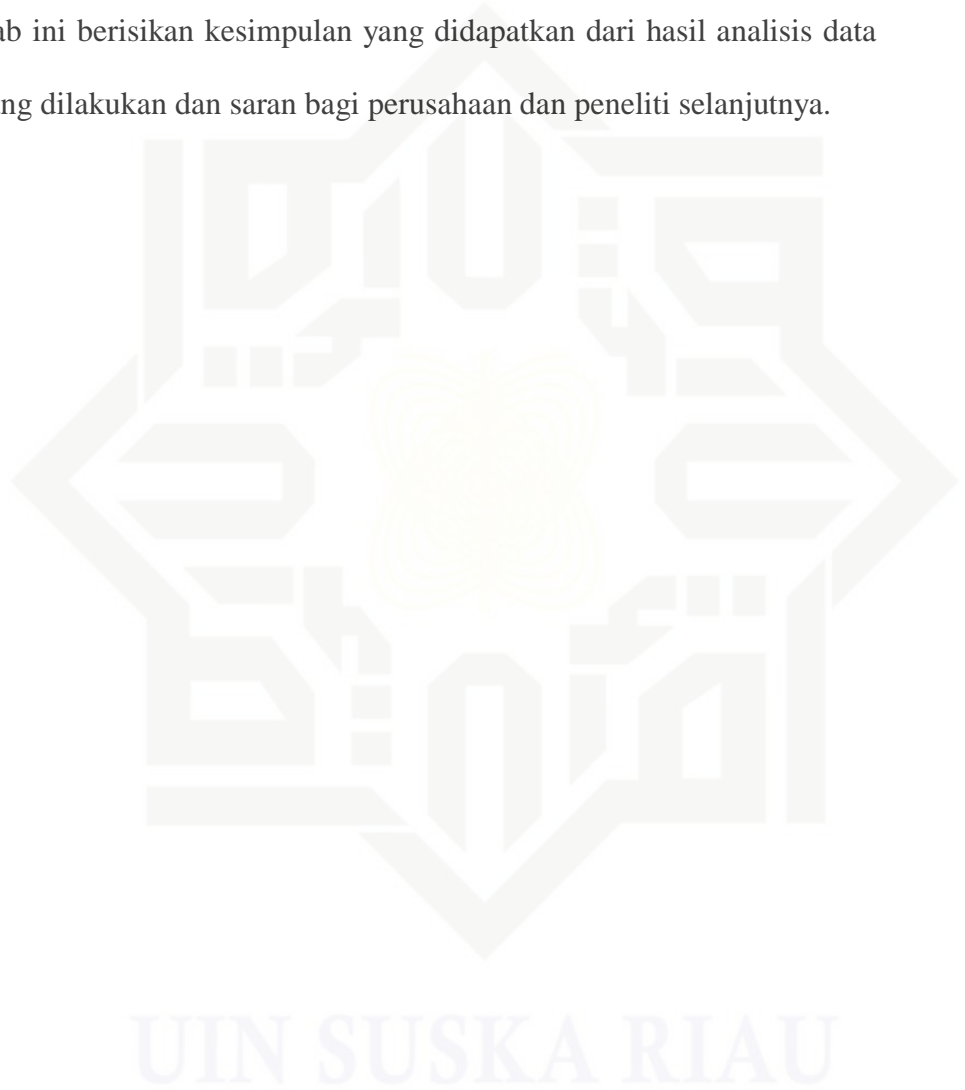 ab ini berisikan kesimpulan yang didapatkan dari hasil analisis data
ng dilakukan dan saran bagi perusahaan dan peneliti selanjutnya.
UIN SUSKA RIAU